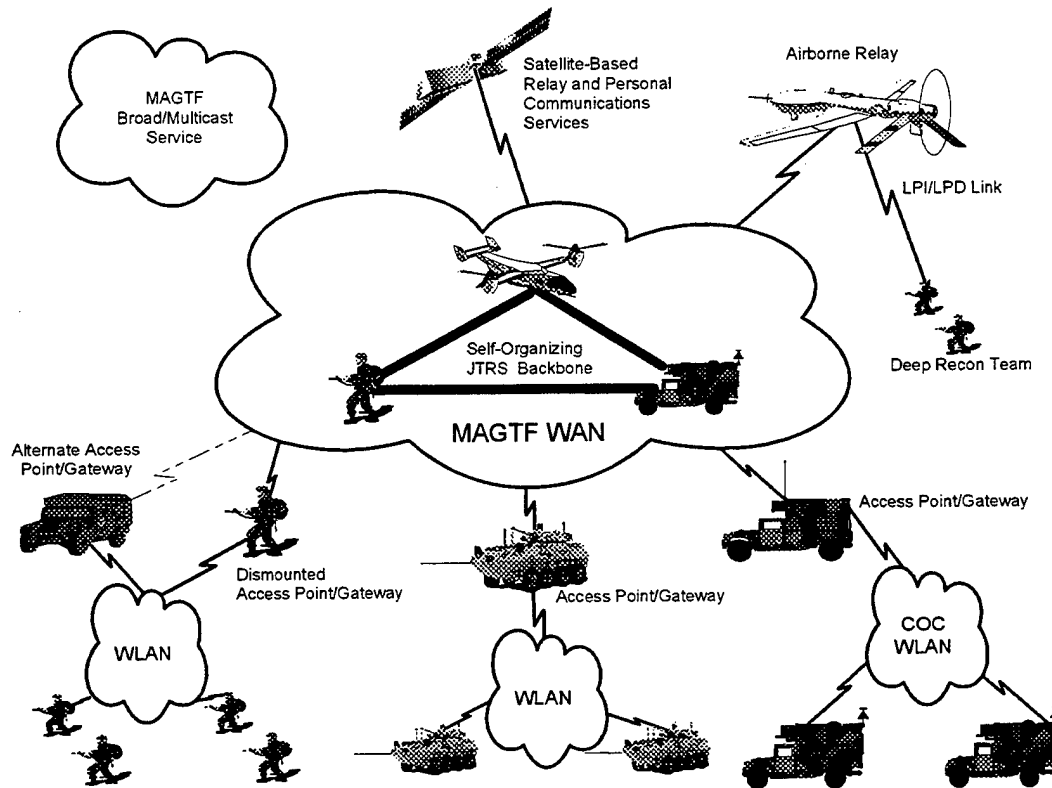 MAGTF
Broad/Multicast
Service
Satellite-Based
Relay and Personal
Communications
Services
Airborne Relay
LPI/LPD Link
Deep Recon Team
Self-Organizing
JTRS Backbone
MAGTF WAN
Alternate Access
Point/Gateway
Dismounted
Access Point/Gateway
Access Point/Gateway
Access Point/Gateway
WLAN
WLAN
COC
WLAN